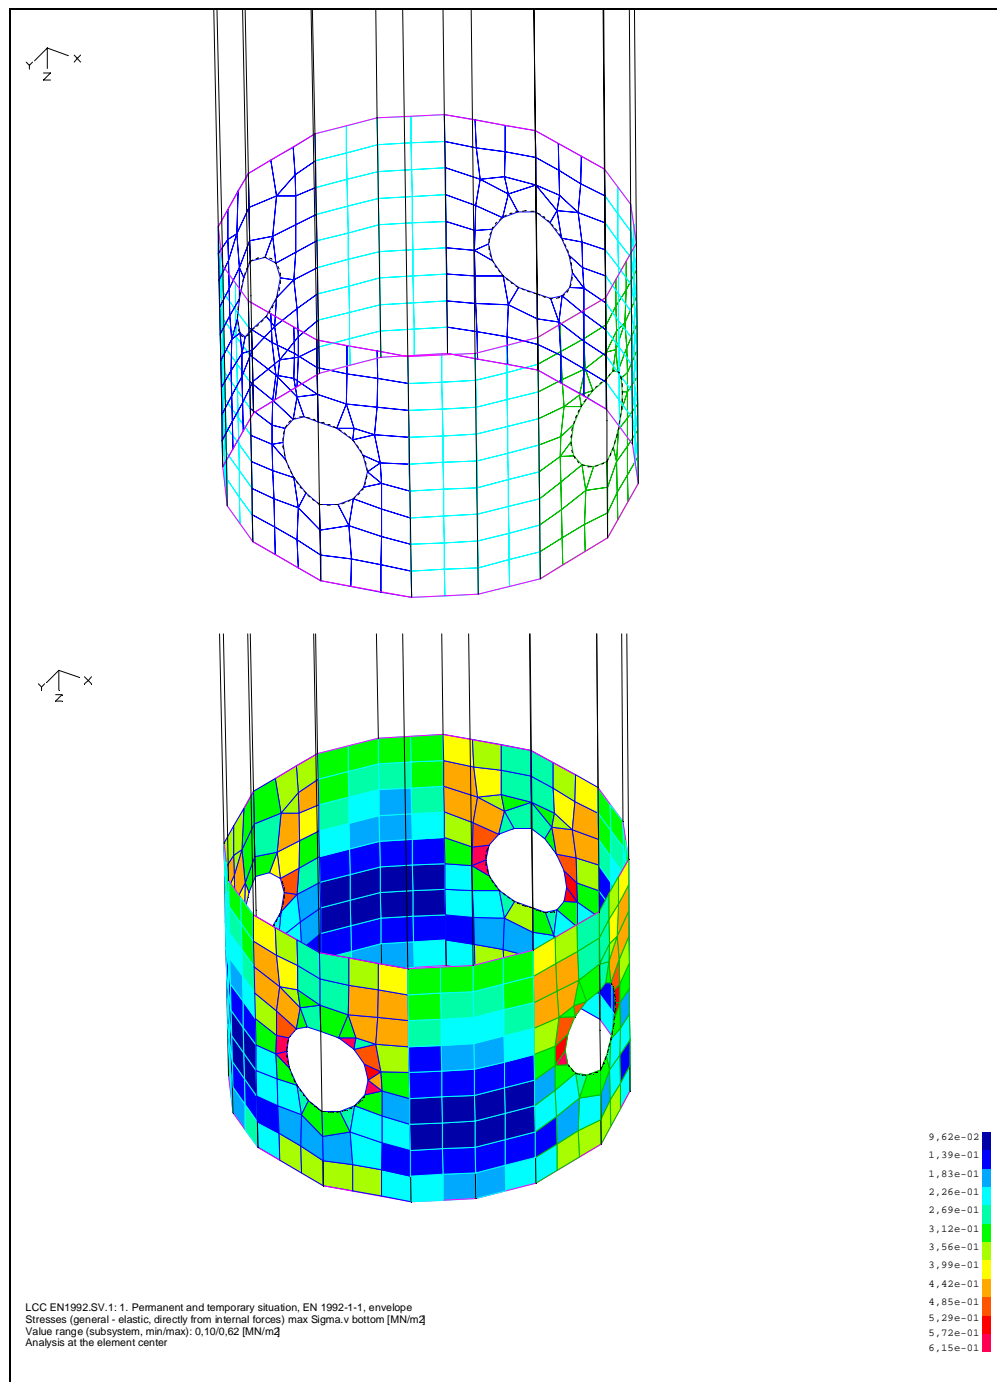 Y
X
Z
Y
X
Z
9,62e-02
1,39e-01
1,83e-01
2,26e-01
2,69e-01
3,12e-01
3,56e-01
3,99e-01
4,42e-01
4,85e-01
5,29e-01
5,72e-01
6,15e-01
LCC EN1992.SV.1: 1. Permanent and temporary situation, EN 1992-1-1, envelope
Stresses (general - elastic, directly from internal forces) max Sigma.v bottom [MN/m2]
Value range (subsystem, min/max): 0,10/0,62 [MN/m2]
Analysis at the element center